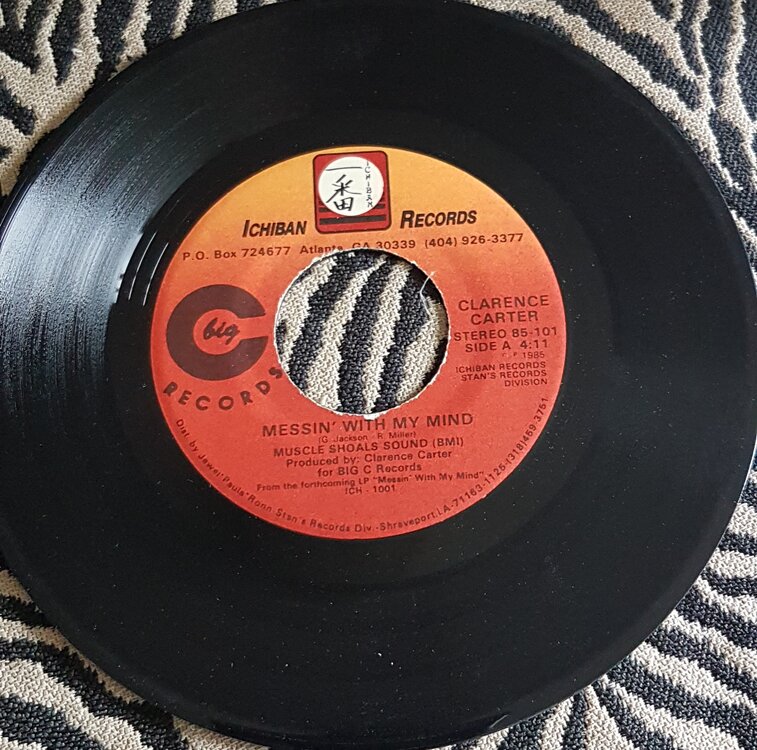 一番
ICHIBAN
ICHIBAN RECORDS
P.O. Box 724677 Atlanta, GA 30339 (404) 926-3377
big
RECORDS
CLARENCE
CARTER
STEREO 85-101
SIDE A 4:11
© ℗ 1985
ICHIBAN RECORDS
STAN'S RECORDS
DIVISION
MESSIN' WITH MY MIND
(G. Jackson - R. Miller)
MUSCLE SHOALS SOUND (BMI)
Produced by: Clarence Carter
for BIG C Records
From the forthcoming LP "Messin' With My Mind"
ICH - 1001
Dist. by Jewel-Paula-Ronn Stan's Records Div.-Shreveport, LA-71163-1125-(318)459-3751